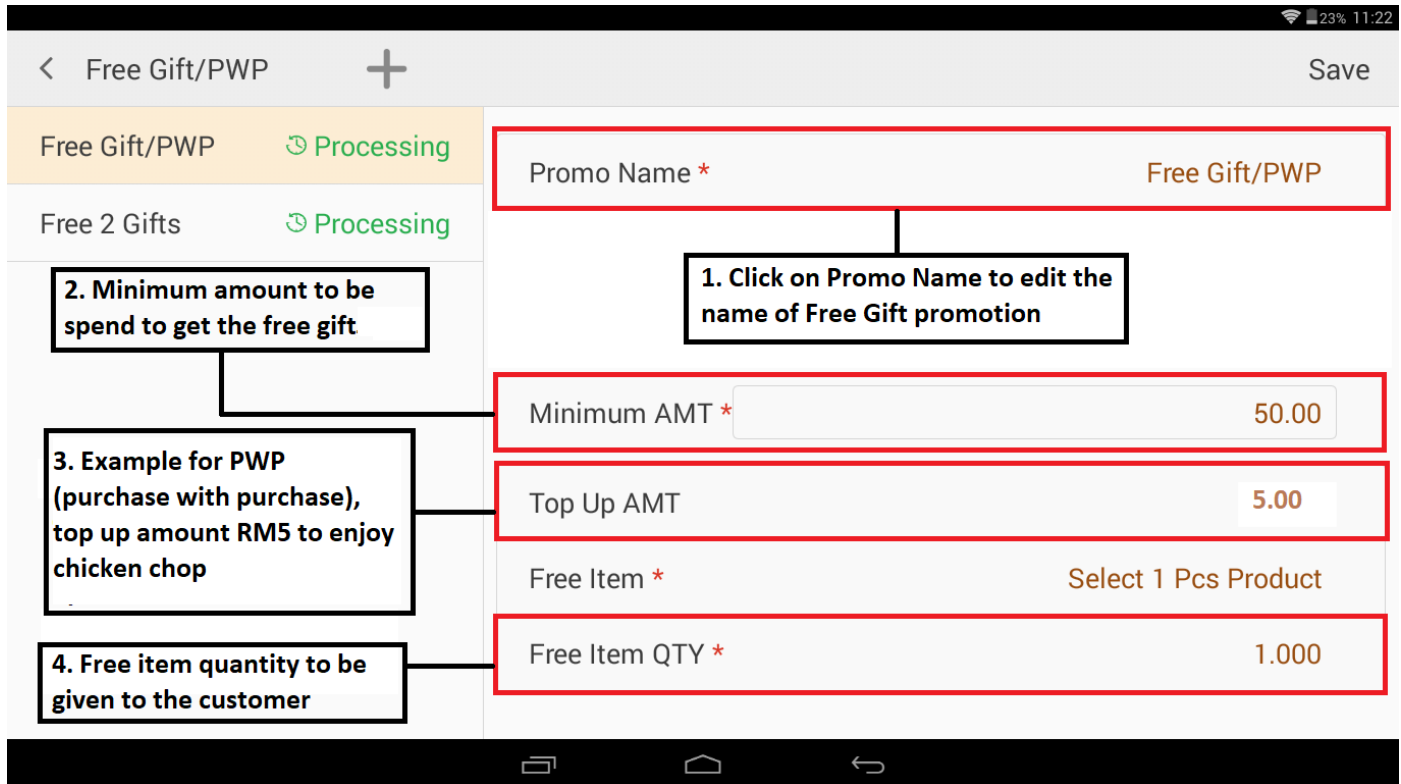 23% 11:22
Free Gift/PWP
Save
Free Gift/PWP Processing
Free 2 Gifts Processing
Promo Name * Free Gift/PWP
1. Click on Promo Name to edit the
name of Free Gift promotion
2. Minimum amount to be
spend to get the free gift
Minimum AMT * 50.00
3. Example for PWP
(purchase with purchase),
top up amount RM5 to enjoy
chicken chop
Top Up AMT 5.00
Free Item * Select 1 Pcs Product
4. Free item quantity to be
given to the customer
Free Item QTY * 1.000